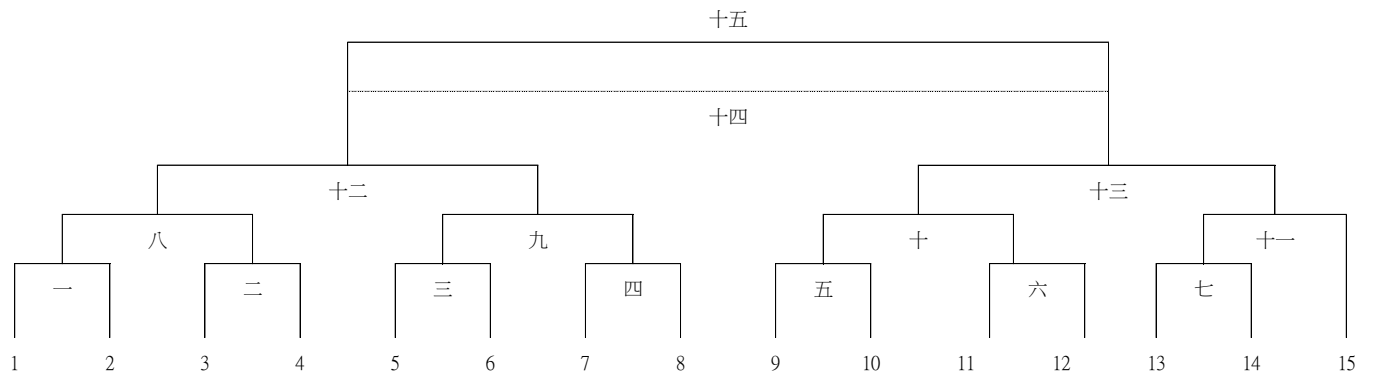 十五
十四
十二 十三
八 九 十 十一
一 二 三 四 五 六 七
1 2 3 4 5 6 7 8 9 10 11 12 13 14 15